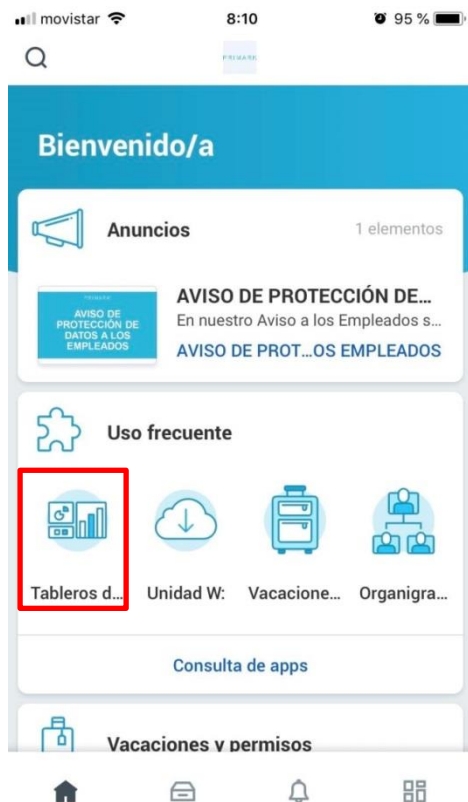 movistar 8:10 95 %
PRIMARK
Bienvenido/a
Anuncios 1 elementos
PRIMARK
AVISO DE
PROTECCIÓN DE
DATOS A LOS
EMPLEADOS
AVISO DE PROTECCIÓN DE...
En nuestro Aviso a los Empleados s...
AVISO DE PROT...OS EMPLEADOS
Uso frecuente
Tableros d... Unidad W: Vacacione... Organigra...
Consulta de apps
Vacaciones y permisos